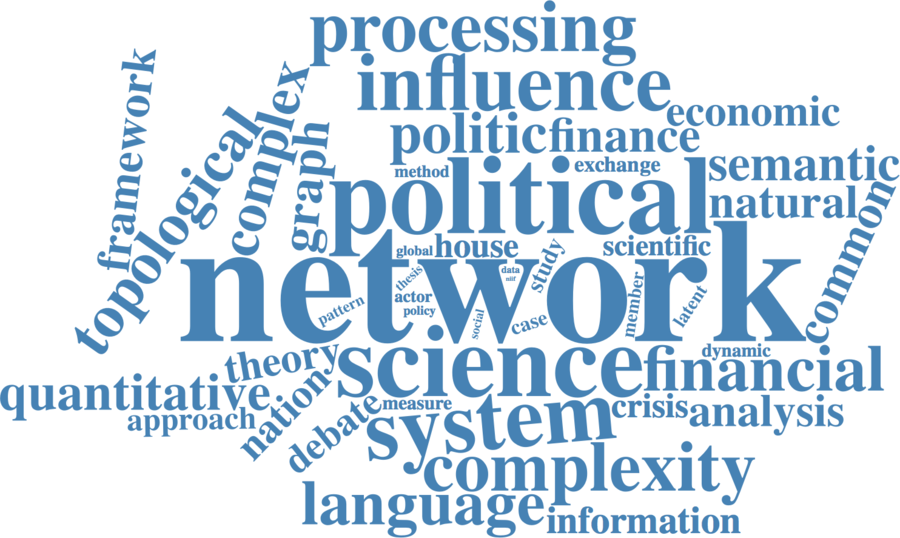 processing
influence
framework
complex
topological
economic
politic
finance
graph
method
exchange
semantic
political
natural
common
global
house
study
scientific
network
thesis
data
actor
pattern
policy
social
case
member
latent
theory
science
dynamic
financial
quantitative
approach
nation
debate
measure
system
crisis
analysis
complexity
language
information